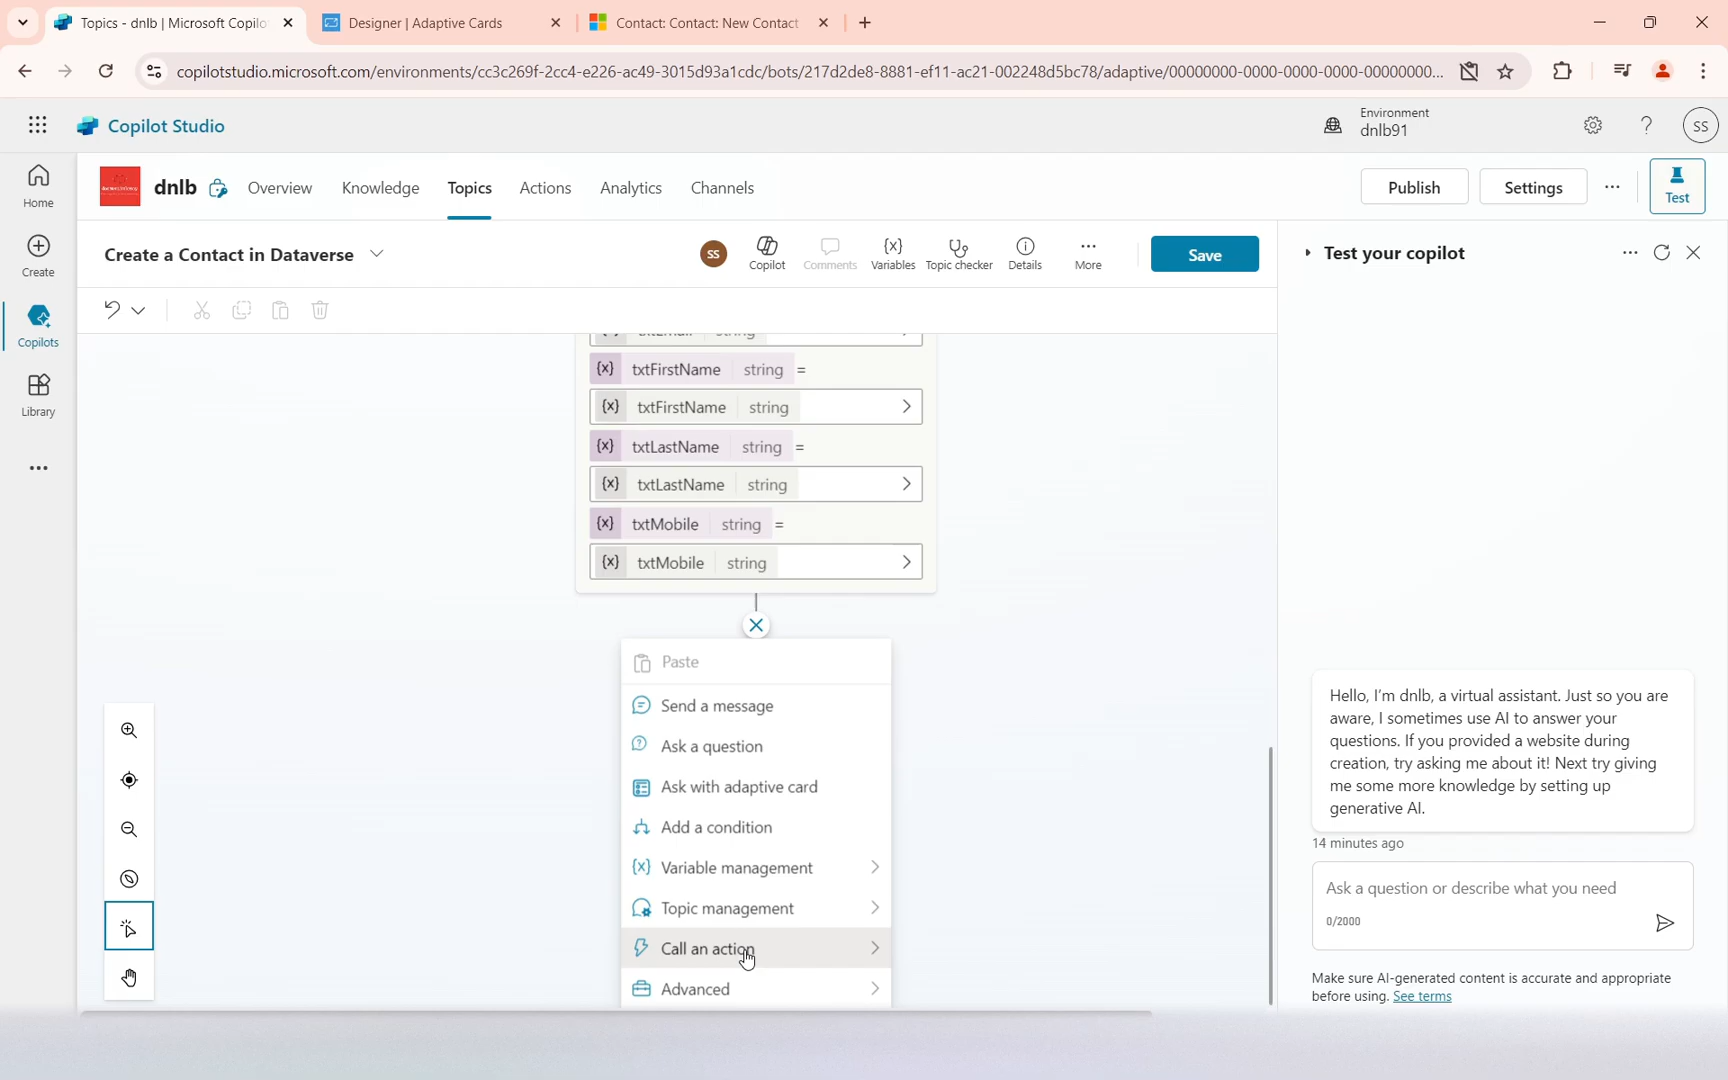 Topics - dnlb | Microsoft Copilo
Designer | Adaptive Cards
Contact: Contact: New Contact
copilotstudio.microsoft.com/environments/cc3c269f-2cc4-e226-ac49-3015d93a1cdc/bots/217d2de8-8881-ef11-ac21-002248d5bc78/adaptive/00000000-0000-0000-0000-00000000...
Copilot Studio
Environment
dnlb91
SS
Home
Create
Copilots
Library
dnlb
Overview
Knowledge
Topics
Actions
Analytics
Channels
Publish
Settings
Test
Create a Contact in Dataverse
SS
Copilot
Comments
Variables
Topic checker
Details
More
Save
Test your copilot
{x} txtFirstName string =
{x} txtFirstName string
{x} txtLastName string =
{x} txtLastName string
{x} txtMobile string =
{x} txtMobile string
Paste
Send a message
Ask a question
Ask with adaptive card
Add a condition
{x} Variable management
Topic management
Call an action
Advanced
Hello, I'm dnlb, a virtual assistant. Just so you are
aware, I sometimes use AI to answer your
questions. If you provided a website during
creation, try asking me about it! Next try giving
me some more knowledge by setting up
generative AI.
14 minutes ago
Ask a question or describe what you need
0/2000
Make sure AI-generated content is accurate and appropriate
before using. See terms